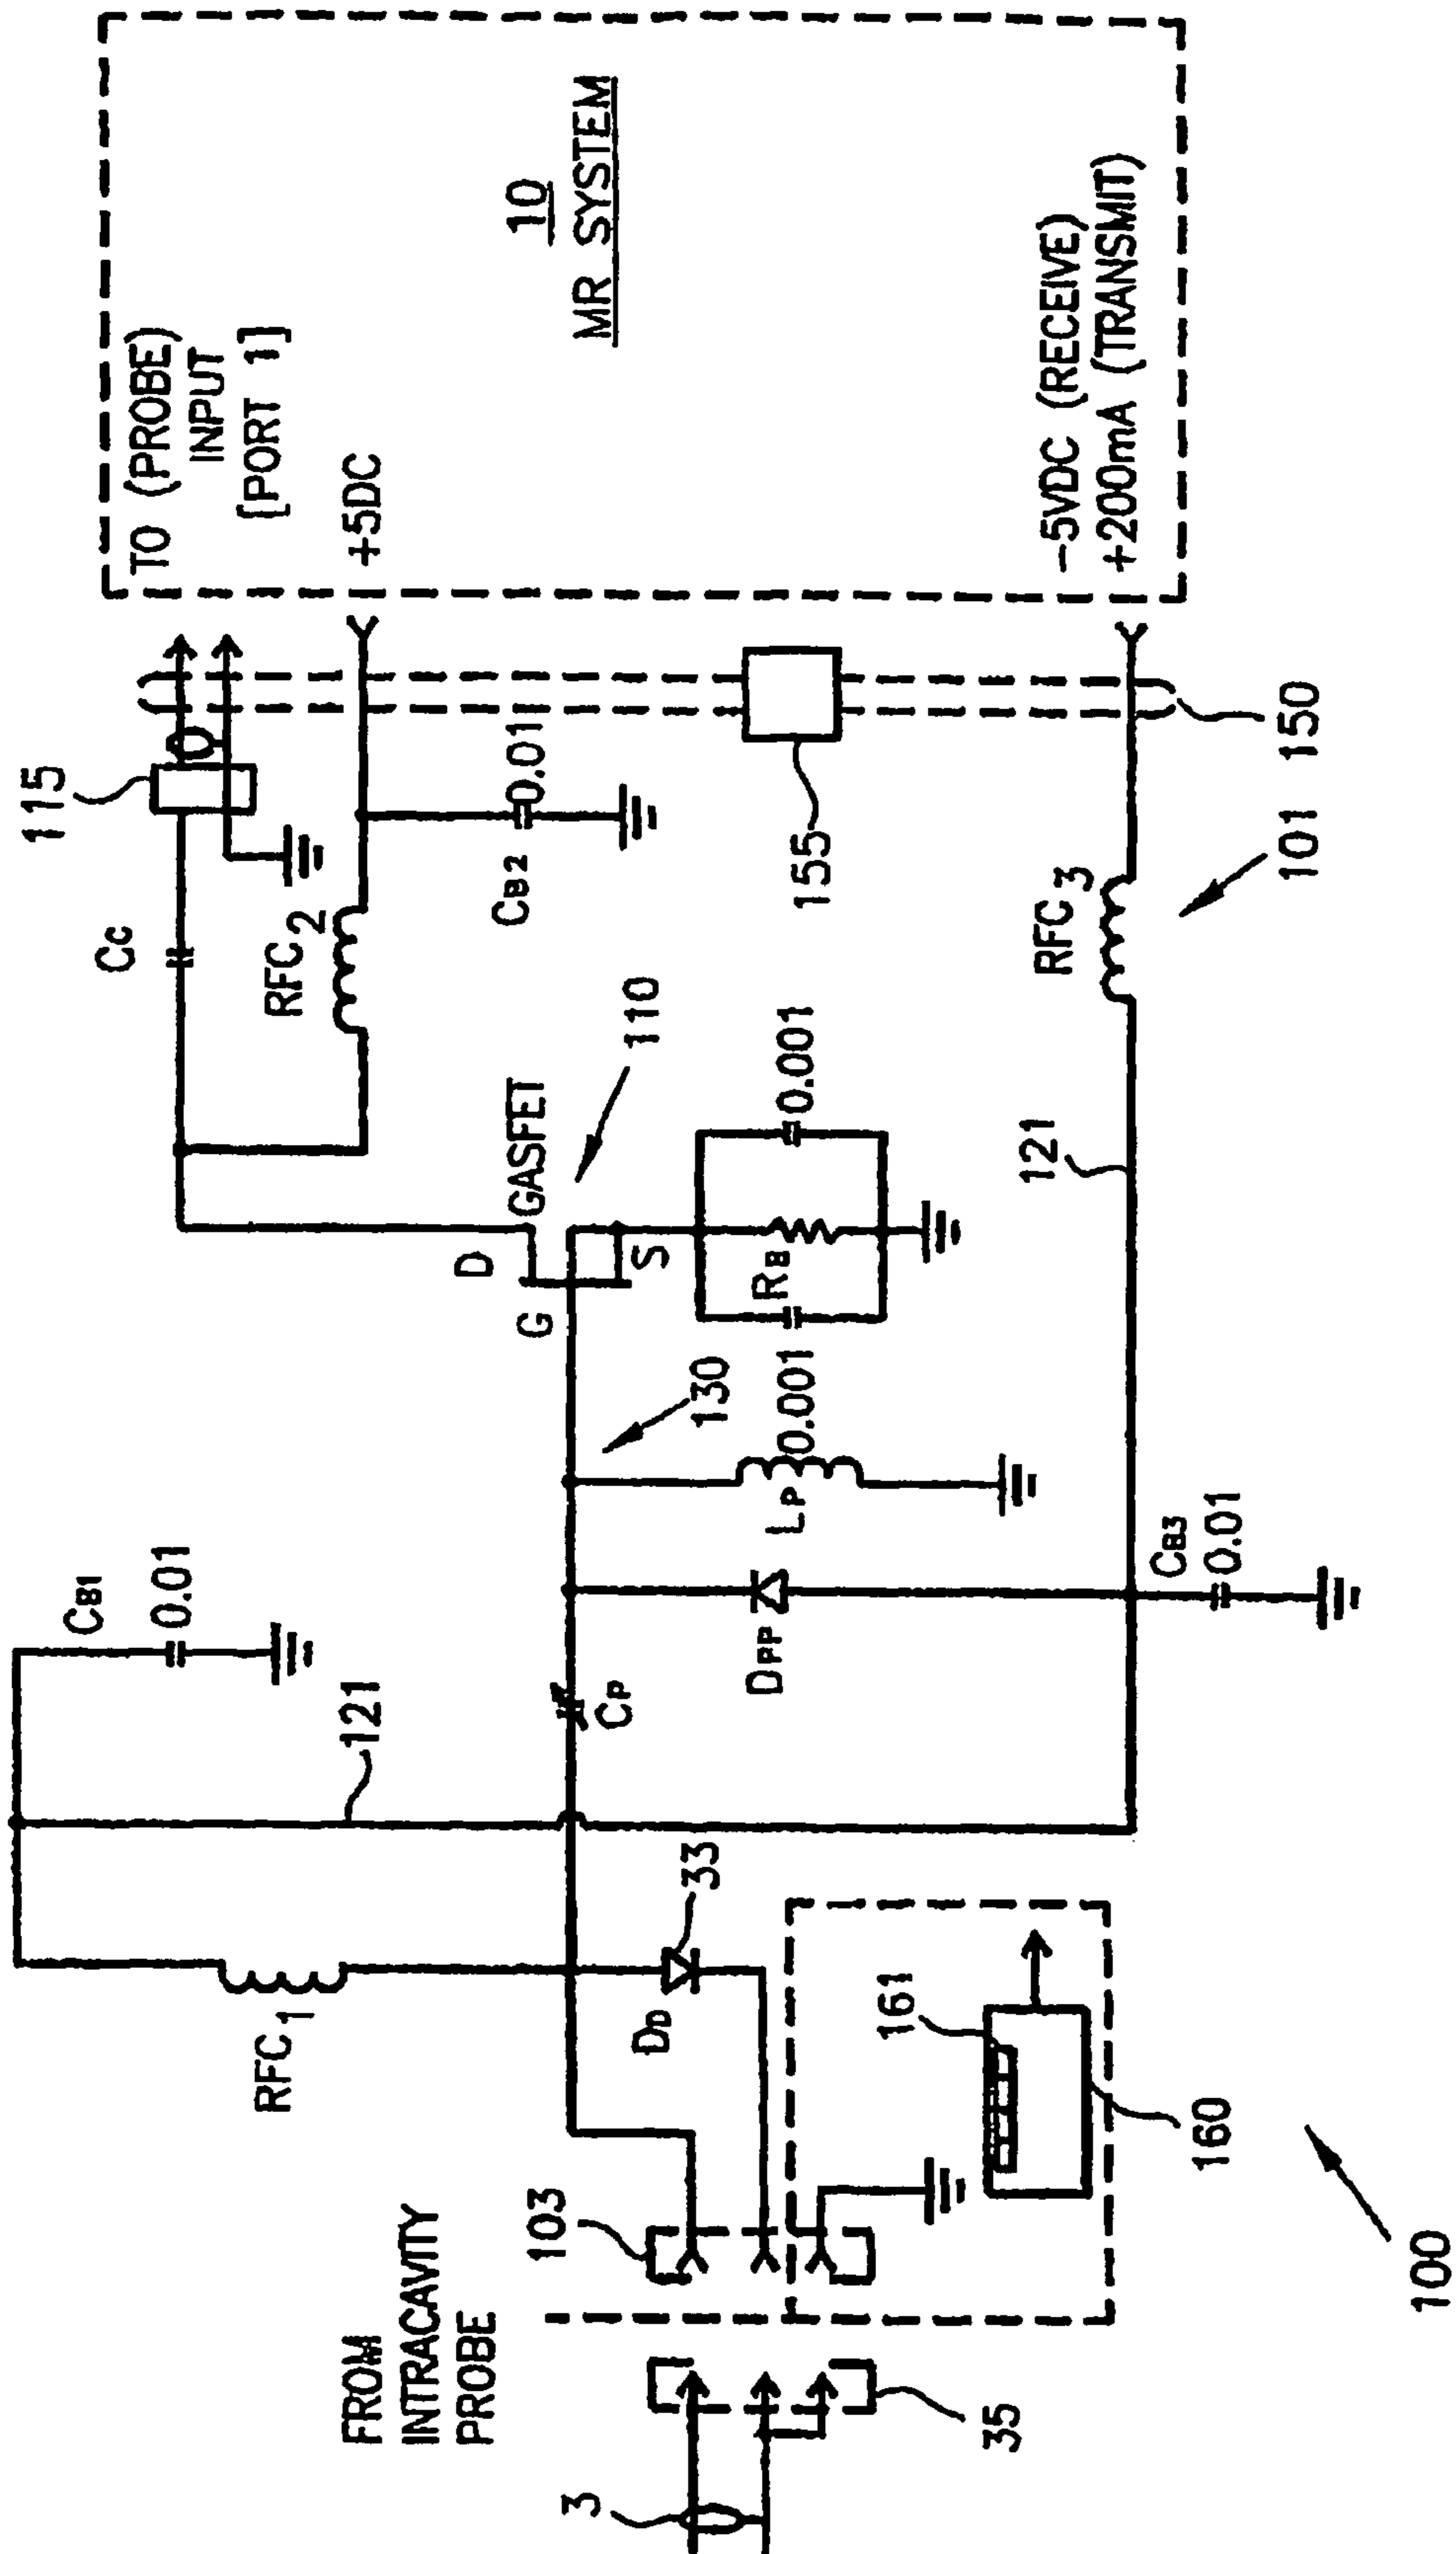 TO (PROBE)
INPUT
[PORT 1]
+5DC
10
MR SYSTEM
-5VDC (RECEIVE)
+200mA (TRANSMIT)
115
CC
RFC2
CB2
0.01
155
150
101
RFC3
110
GASFET
D
G
S
RB
0.001
0.001
121
130
LP
CB1
0.01
121
CP
DPP
CB3
0.01
RFC1
DD
33
161
160
103
FROM
INTRACAVITY
PROBE
3
35
100